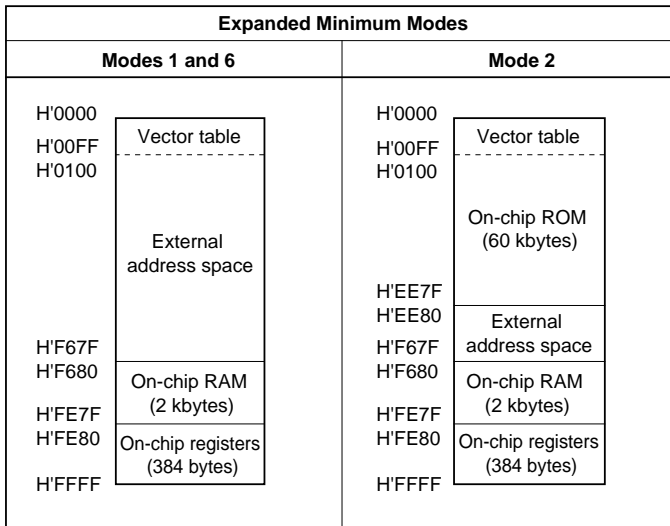 Expanded Minimum Modes
Modes 1 and 6
H'0000
Vector table
H'00FF
H'0100
External
address space
H'F67F
H'F680
On-chip RAM
(2 kbytes)
H'FE7F
H'FE80
On-chip registers
(384 bytes)
H'FFFF
Mode 2
H'0000
Vector table
H'00FF
H'0100
On-chip ROM
(60 kbytes)
H'EE7F
H'EE80
External
address space
H'F67F
H'F680
On-chip RAM
(2 kbytes)
H'FE7F
H'FE80
On-chip registers
(384 bytes)
H'FFFF